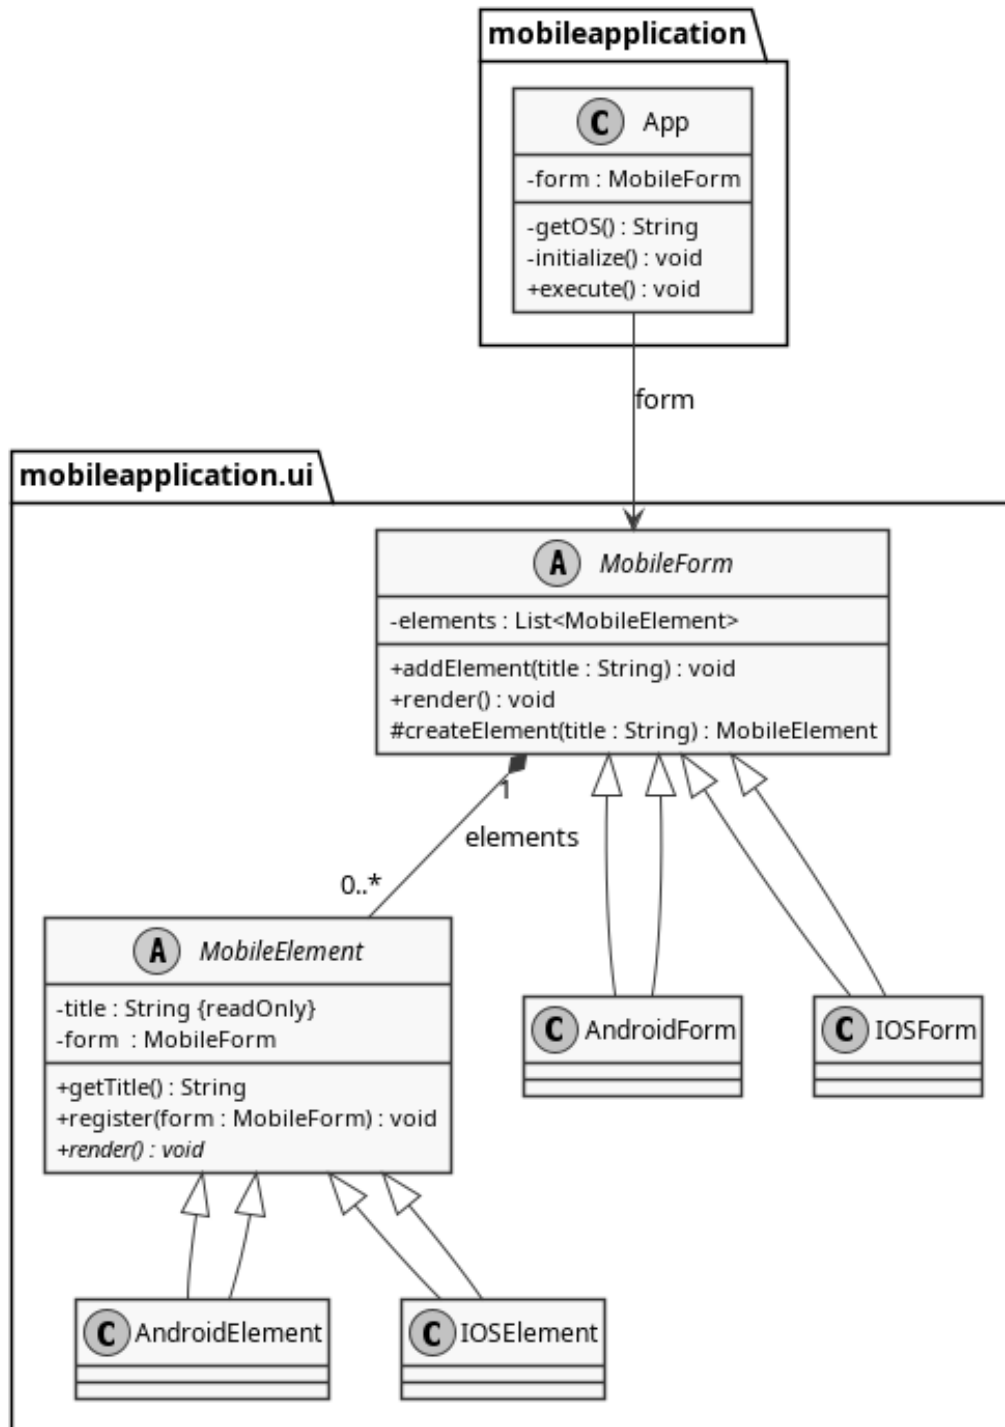 mobileapplication
C App
-form : MobileForm
-getOS() : String
-initialize() : void
+execute() : void
form
mobileapplication.ui
A MobileForm
-elements : List<MobileElement>
+addElement(title : String) : void
+render() : void
#createElement(title : String) : MobileElement
1
elements
0..*
A MobileElement
-title : String {readOnly}
-form  : MobileForm
+getTitle() : String
+register(form : MobileForm) : void
+render() : void
C AndroidForm
C IOSForm
C AndroidElement
C IOSElement